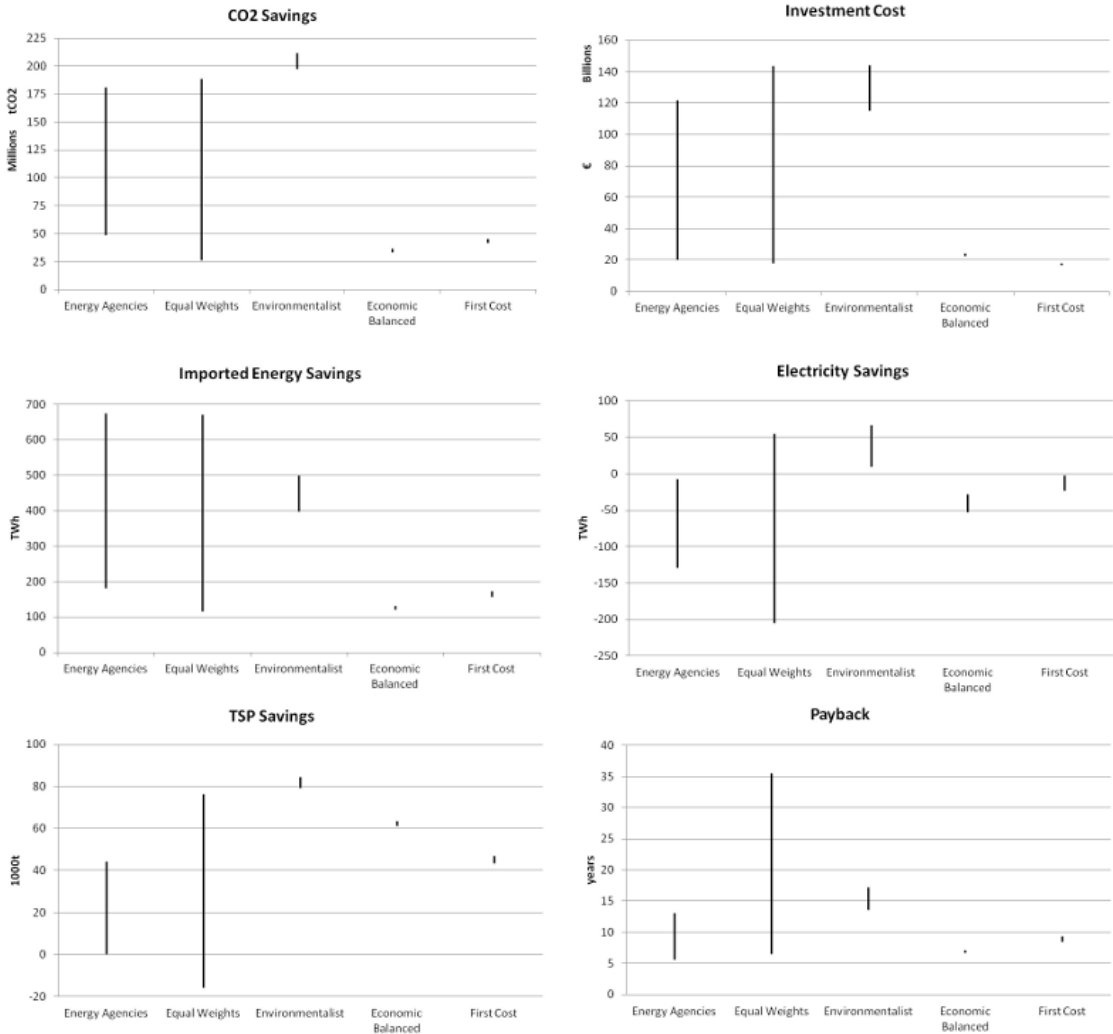 CO2 Savings
Millions tCO2
225
200
175
150
125
100
75
50
25
0
Energy Agencies Equal Weights Environmentalist Economic Balanced First Cost
Investment Cost
€ Billions
160
140
120
100
80
60
40
20
0
Energy Agencies Equal Weights Environmentalist Economic Balanced First Cost
Imported Energy Savings
TWh
700
600
500
400
300
200
100
0
Energy Agencies Equal Weights Environmentalist Economic Balanced First Cost
Electricity Savings
TWh
100
50
0
-50
-100
-150
-200
-250
Energy Agencies Equal Weights Environmentalist Economic Balanced First Cost
TSP Savings
1000t
100
80
60
40
20
0
-20
Energy Agencies Equal Weights Environmentalist Economic Balanced First Cost
Payback
years
40
35
30
25
20
15
10
5
0
Energy Agencies Equal Weights Environmentalist Economic Balanced First Cost